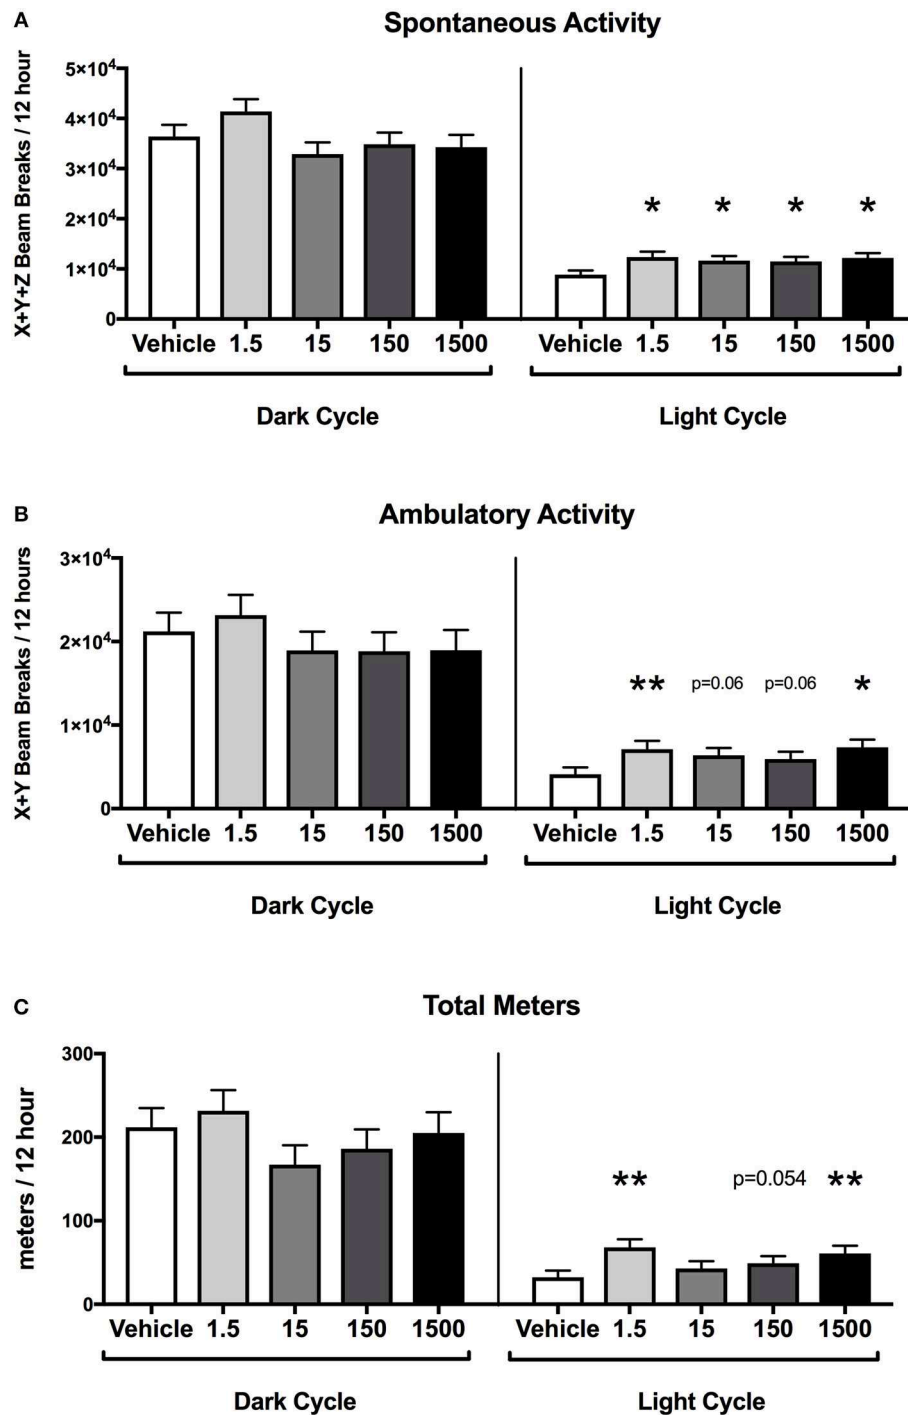 A
Spontaneous Activity
X+Y+Z Beam Breaks / 12 hour
5×10⁴
4×10⁴
3×10⁴
2×10⁴
1×10⁴
0
* * * *
Vehicle 1.5 15 150 1500 Vehicle 1.5 15 150 1500
Dark Cycle Light Cycle
B
Ambulatory Activity
X+Y Beam Breaks / 12 hours
3×10⁴
2×10⁴
1×10⁴
0
** p=0.06 p=0.06 *
Vehicle 1.5 15 150 1500 Vehicle 1.5 15 150 1500
Dark Cycle Light Cycle
C
Total Meters
meters / 12 hour
300
200
100
0
** p=0.054 **
Vehicle 1.5 15 150 1500 Vehicle 1.5 15 150 1500
Dark Cycle Light Cycle